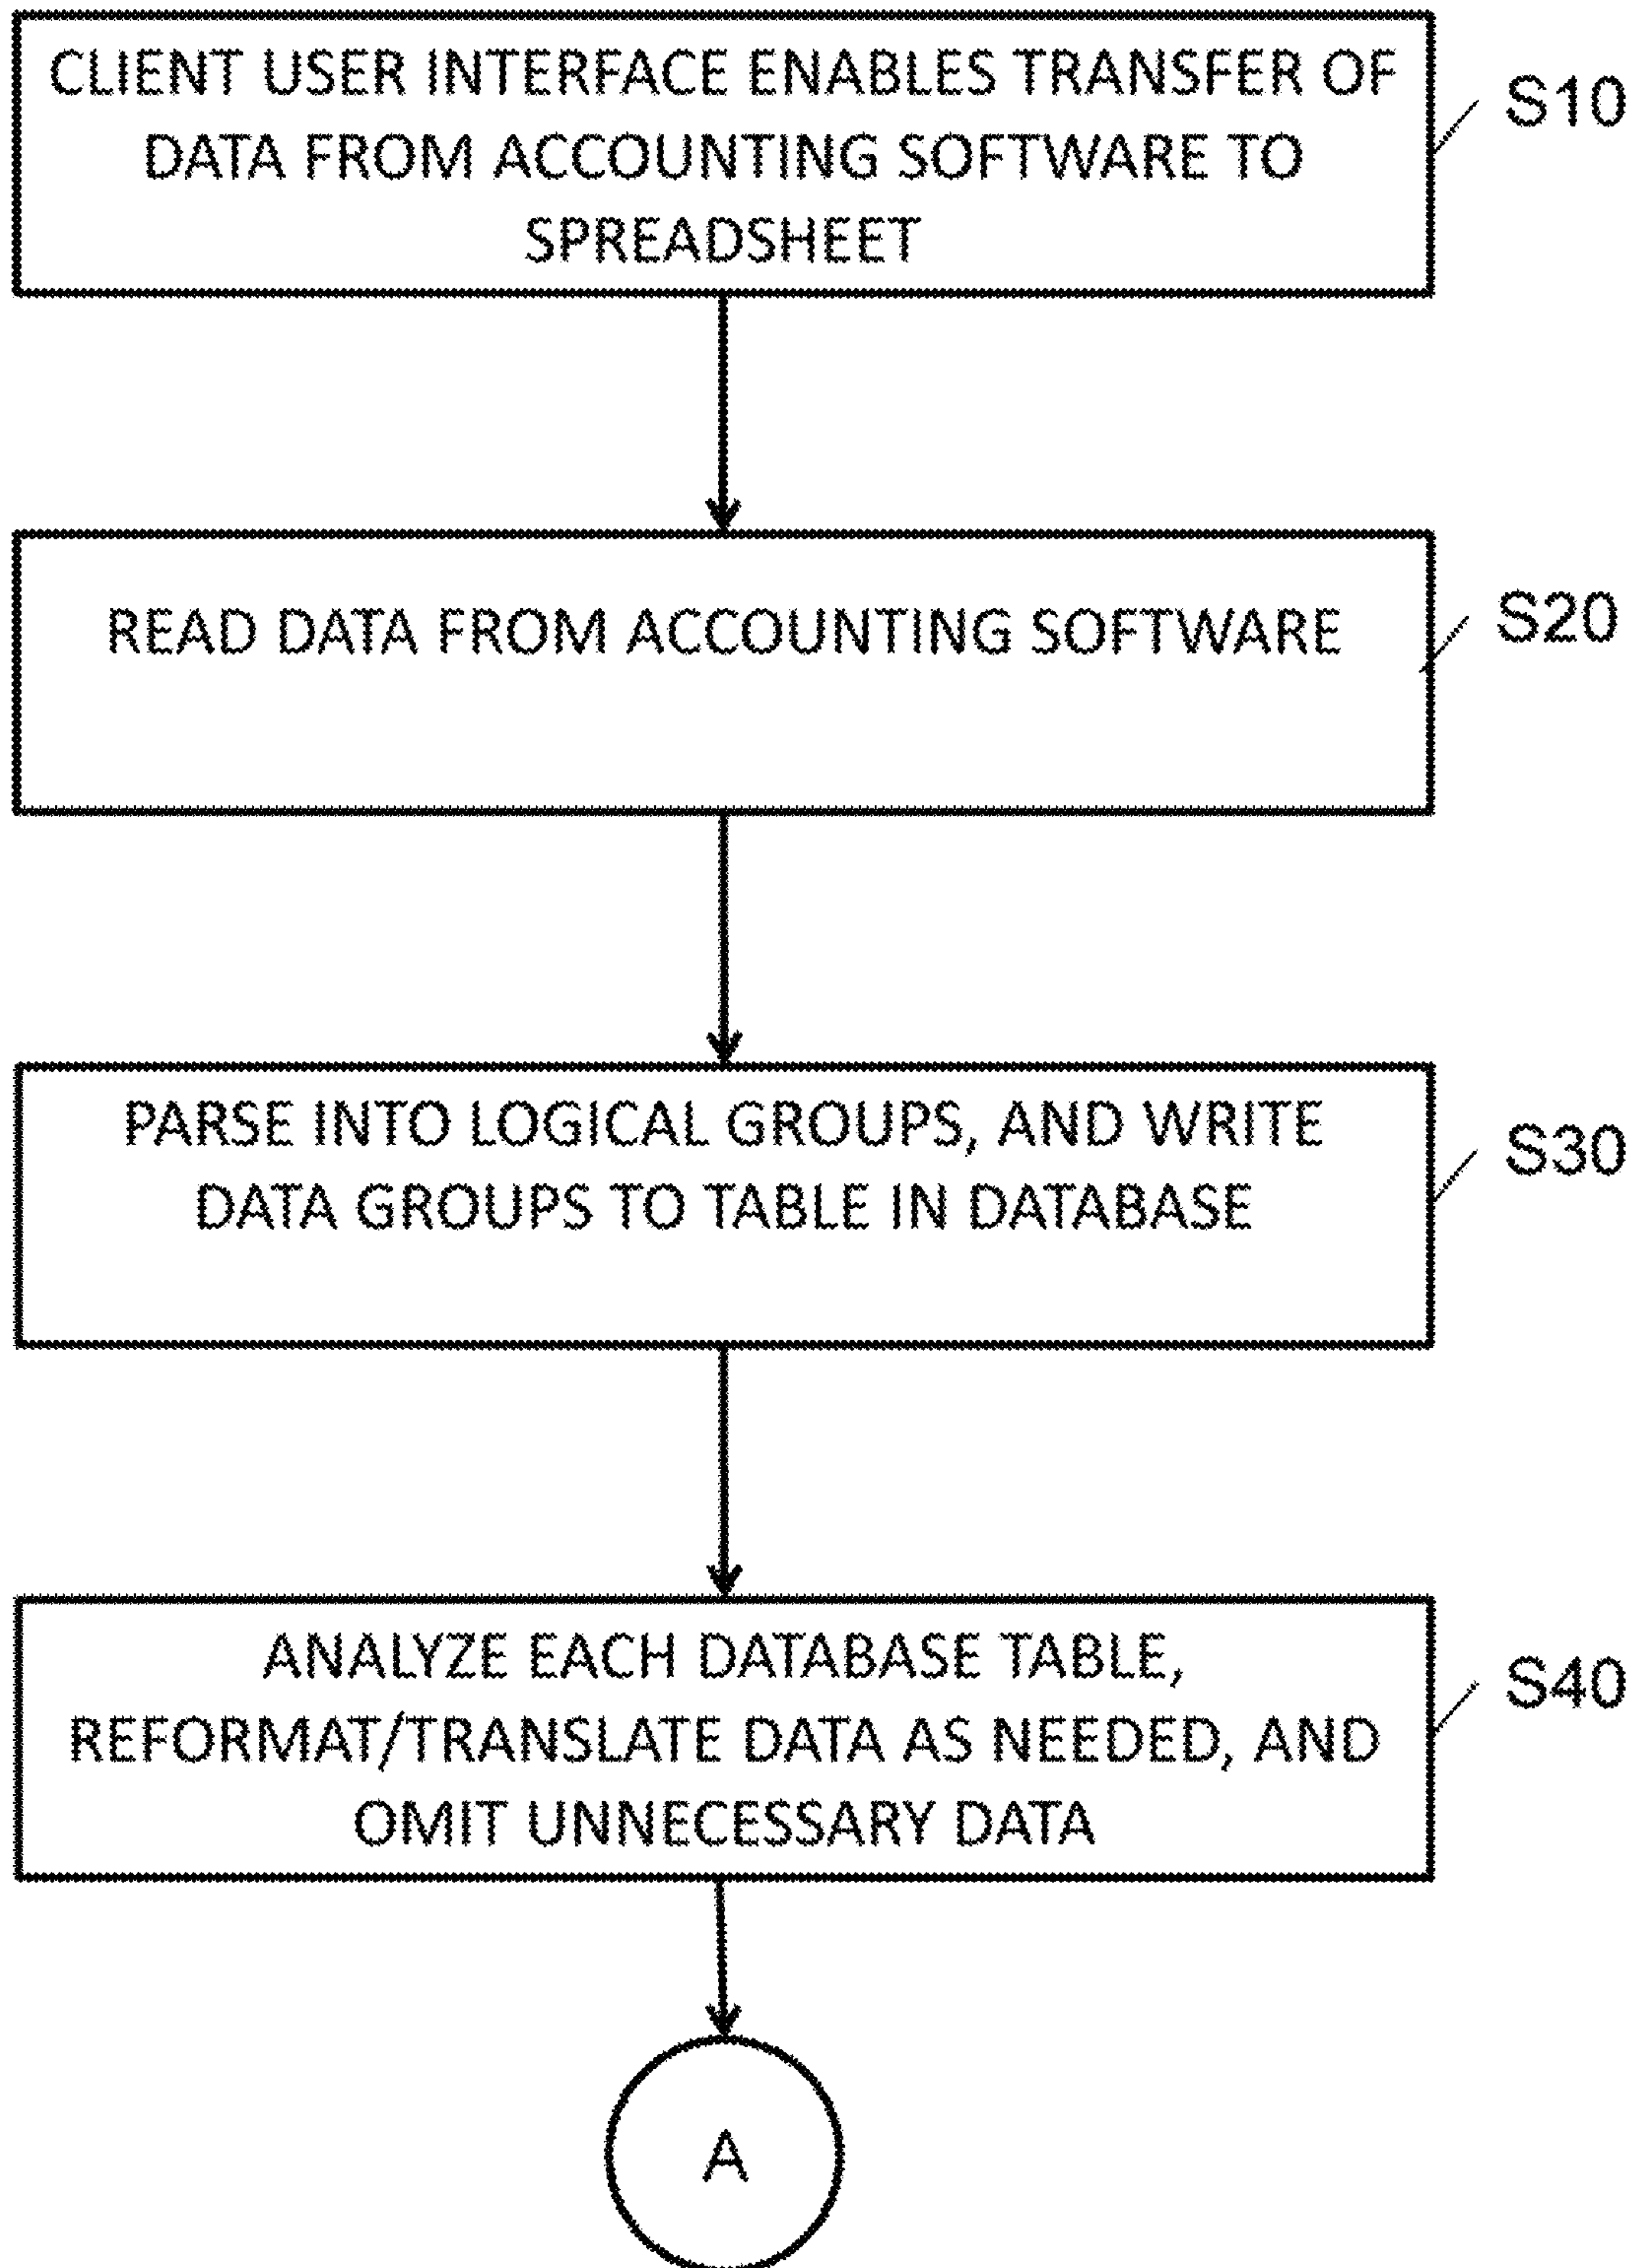 CLIENT USER INTERFACE ENABLES TRANSFER OF
DATA FROM ACCOUNTING SOFTWARE TO
SPREADSHEET
S10
READ DATA FROM ACCOUNTING SOFTWARE
S20
PARSE INTO LOGICAL GROUPS, AND WRITE
DATA GROUPS TO TABLE IN DATABASE
S30
ANALYZE EACH DATABASE TABLE,
REFORMAT/TRANSLATE DATA AS NEEDED, AND
OMIT UNNECESSARY DATA
S40
A